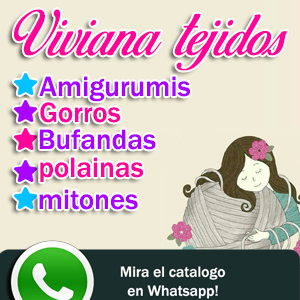 Viviana tejidos
Amigurumis
Gorros
Bufandas
polainas
mitones
Mira el catalogo
en Whatsapp!